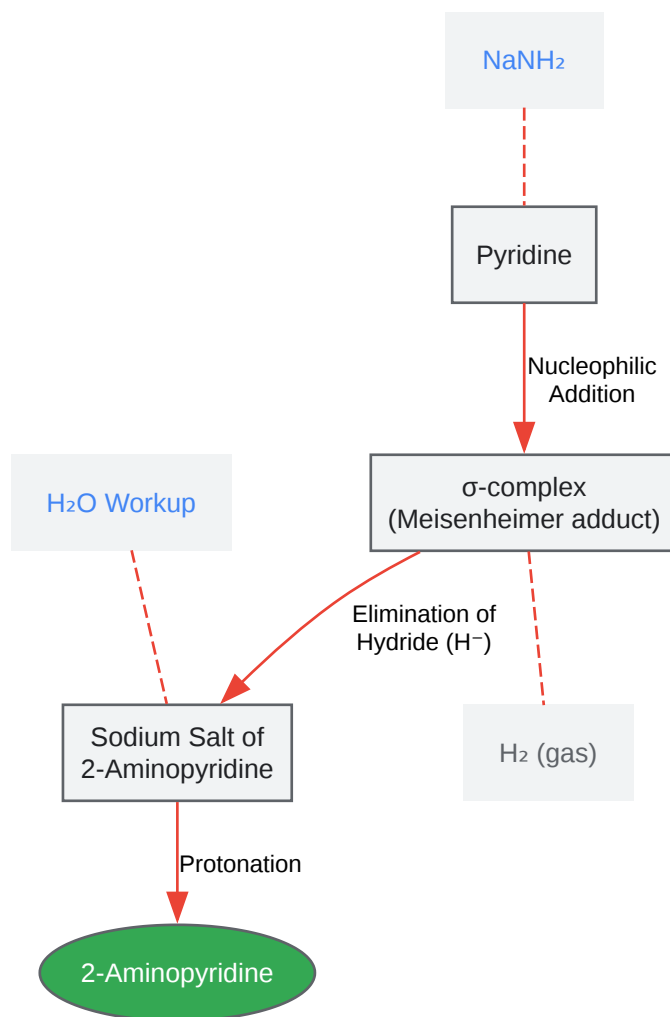 NaNH₂
Pyridine
Nucleophilic
Addition
σ-complex
(Meisenheimer adduct)
H₂O Workup
Elimination of
Hydride (H⁻)
Sodium Salt of
2-Aminopyridine
H₂ (gas)
Protonation
2-Aminopyridine